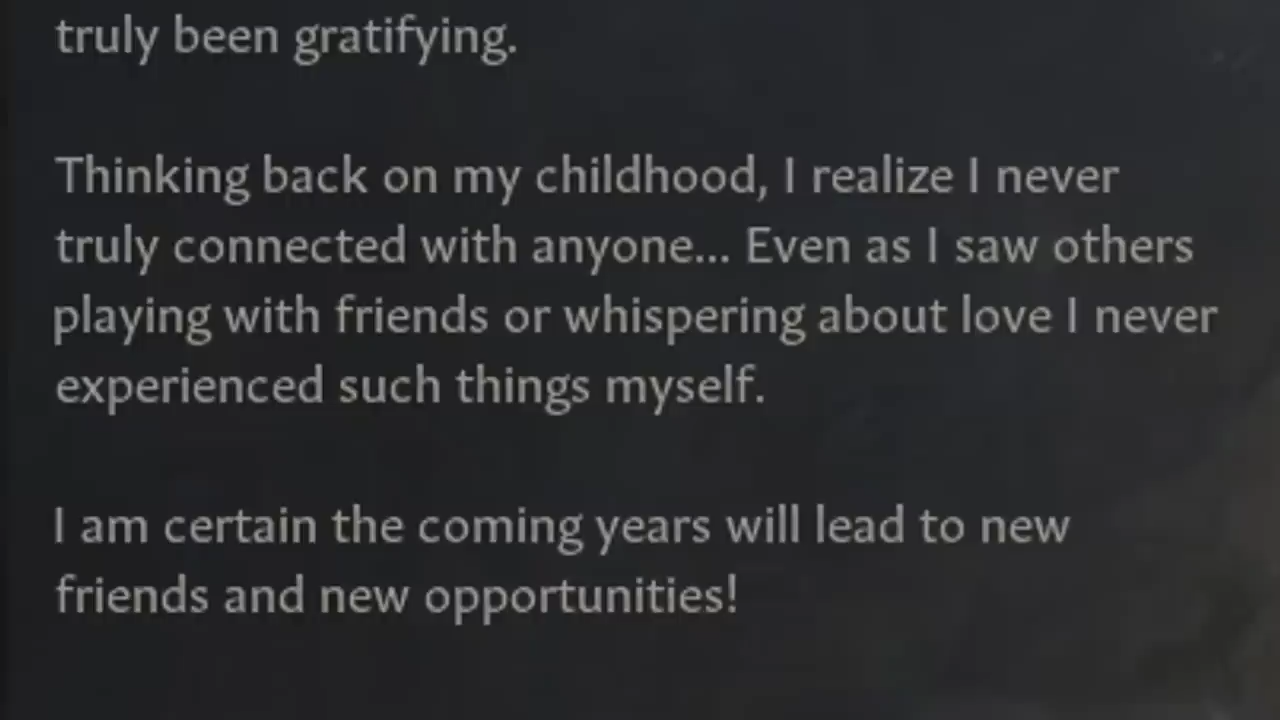 truly been gratifying.
Thinking back on my childhood, I realize I never
truly connected with anyone... Even as I saw others
playing with friends or whispering about love I never
experienced such things myself.
I am certain the coming years will lead to new
friends and new opportunities!